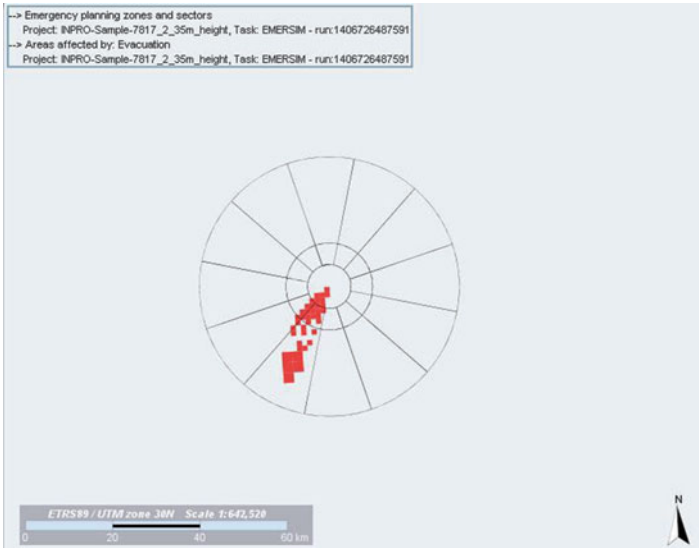 --> Emergency planning zones and sectors
Project: INPRO-Sample-7817_2_35m_height, Task: EMERSIM - run:1406726487591
--> Areas affected by: Evacuation
Project: INPRO-Sample-7817_2_35m_height, Task: EMERSIM - run:1406726487591
N
ETRS89 / UTM zone 30N Scale 1:642,520
0 20 40 60 km